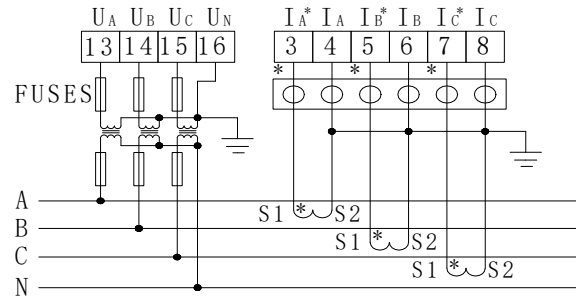 UA UB UC UN IA* IA IB* IB IC* IC
13 14 15 16 3 4 5 6 7 8
* * *
FUSES
A S1 * S2
B S1 * S2
C S1 * S2
N